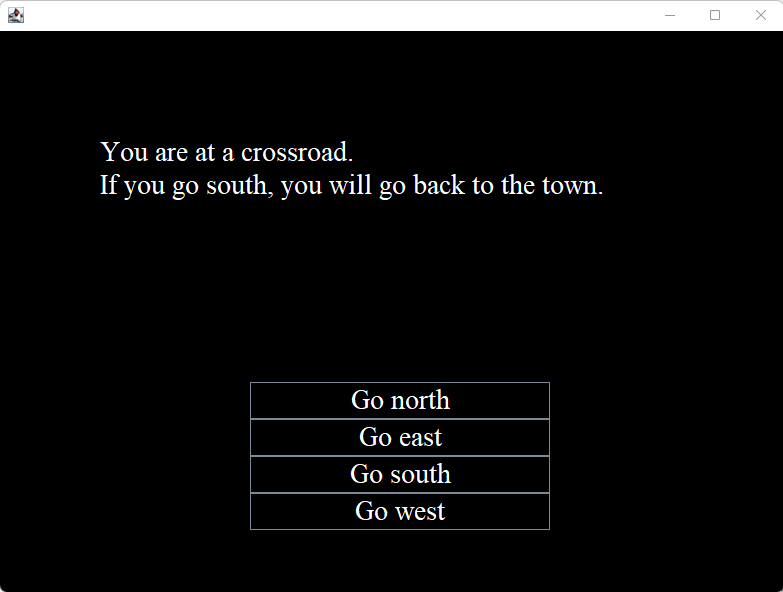 You are at a crossroad.
If you go south, you will go back to the town.
Go north
Go east
Go south
Go west